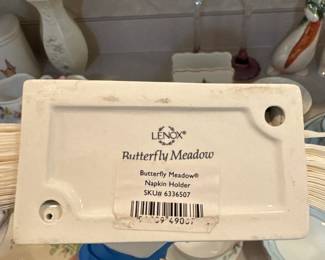 LENOX®
Butterfly Meadow
Butterfly Meadow®
Napkin Holder
SKU# 6336507